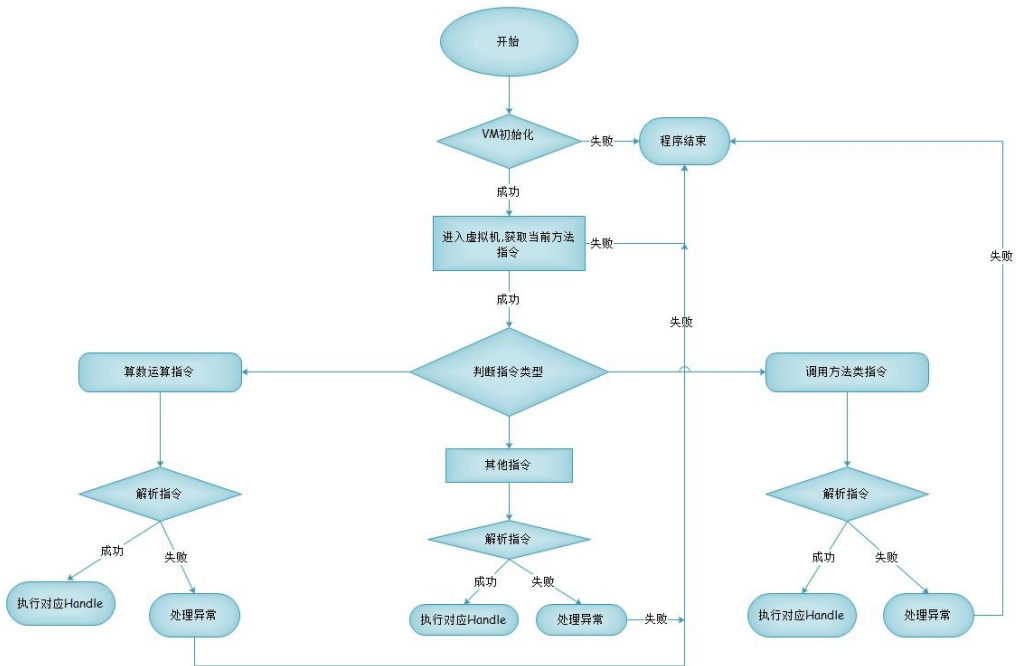 开始
VM初始化
失败
程序结束
成功
进入虚拟机,获取当前方法
指令
失败
失败
成功
失败
算数运算指令
判断指令类型
调用方法类指令
其他指令
解析指令
解析指令
解析指令
成功
失败
成功
失败
成功
失败
执行对应Handle
处理异常
执行对应Handle
处理异常
失败
执行对应Handle
处理异常